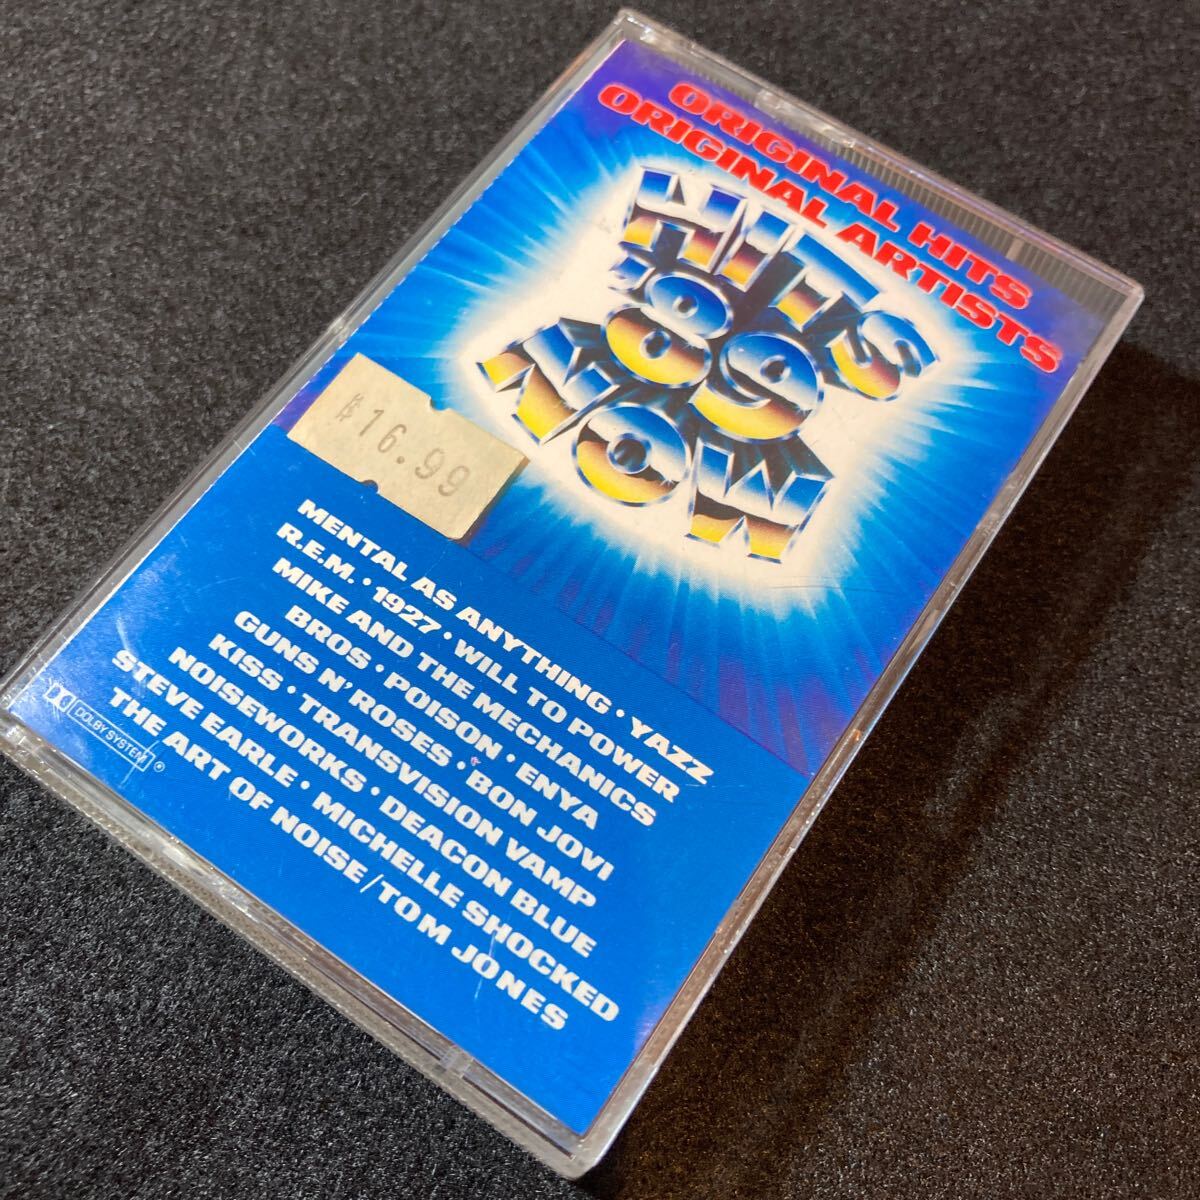 ORIGINAL HITS
ORIGINAL ARTISTS
HITS
'89
NOW
$16.99
MENTAL AS ANYTHING · YAZZ
R.E.M. · 1927 · WILL TO POWER
MIKE AND THE MECHANICS
BROS · POISON · ENYA
GUNS N' ROSES · BON JOVI
KISS · TRANSVISION VAMP
NOISEWORKS · DEACON BLUE
STEVE EARLE · MICHELLE SHOCKED
THE ART OF NOISE/TOM JONES
DOLBY SYSTEM ®